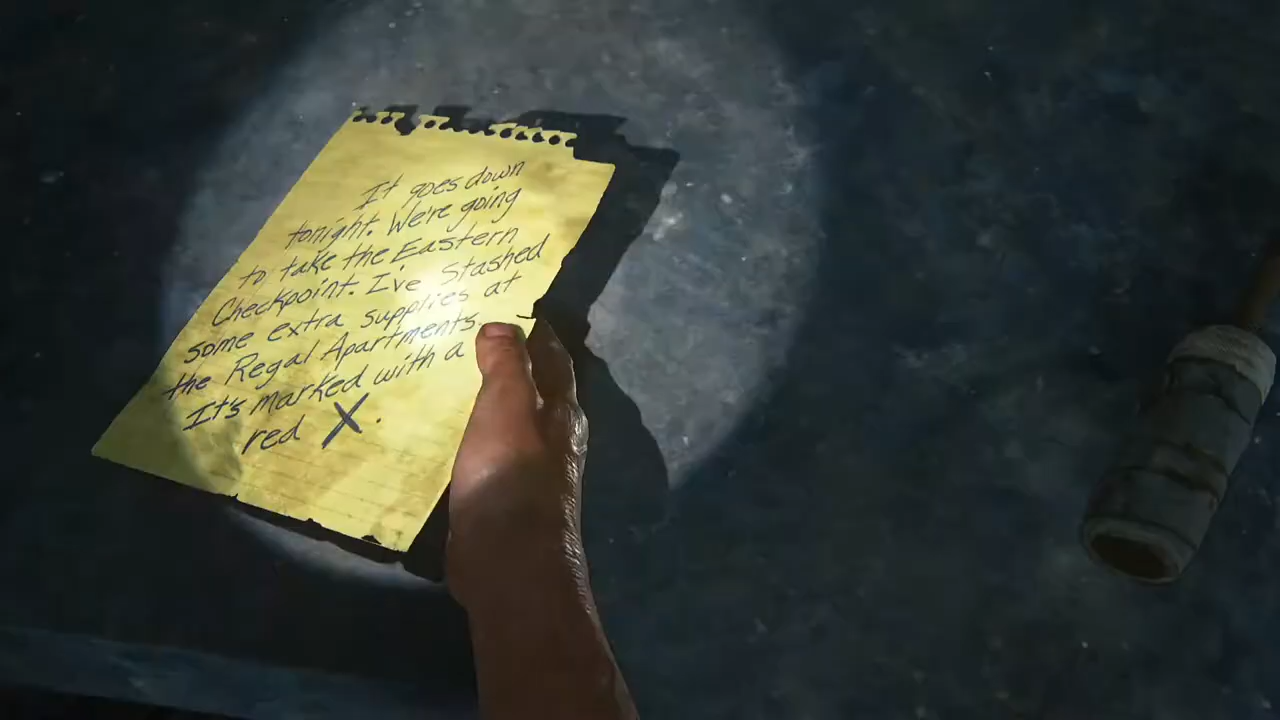 It goes down
tonight. We're going
to take the Eastern
Checkpoint. I've Stashed
some extra supplies at
the Regal Apartments.
It's marked with a
red X.